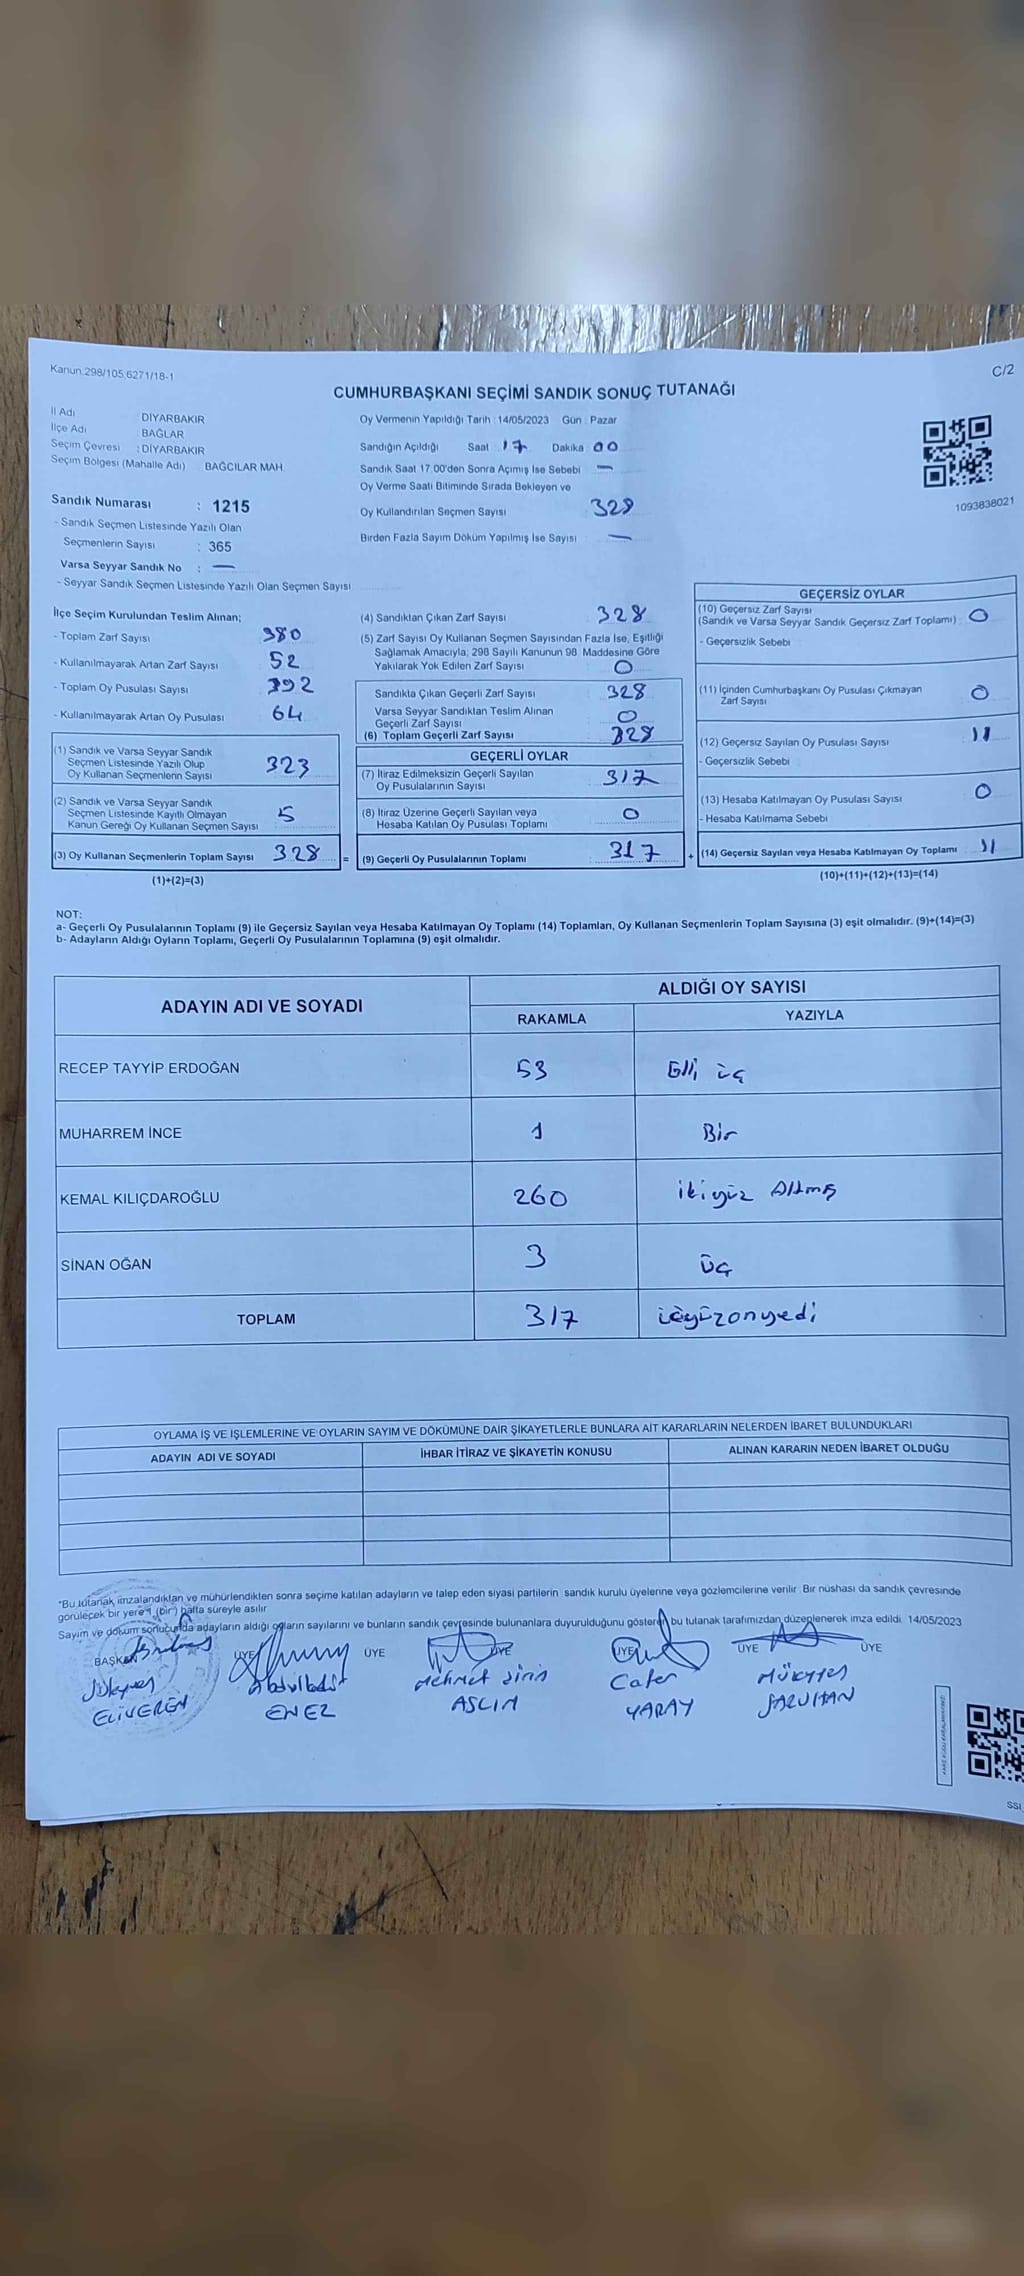 Kanun 298/105,6271/18-1
C/2
CUMHURBAŞKANI SEÇİMİ SANDIK SONUÇ TUTANAĞI
İl Adı DİYARBAKIR
İlçe Adı BAĞLAR
Seçim Çevresi : DİYARBAKIR
Seçim Bölgesi (Mahalle Adı) BAĞCILAR MAH.
Sandık Numarası : 1215
- Sandık Seçmen Listesinde Yazılı Olan
Seçmenlerin Sayısı : 365
Varsa Seyyar Sandık No : —
- Seyyar Sandık Seçmen Listesinde Yazılı Olan Seçmen Sayısı
Oy Vermenin Yapıldığı Tarih : 14/05/2023 Gün : Pazar
Sandığın Açıldığı Saat : 17 Dakika 00
Sandık Saat 17:00'den Sonra Açımış İse Sebebi —
Oy Verme Saati Bitiminde Sırada Bekleyen ve
Oy Kullandırılan Seçmen Sayısı 328
Birden Fazla Sayım Döküm Yapılmış İse Sayısı : —
1093838021
İlçe Seçim Kurulundan Teslim Alınan;
- Toplam Zarf Sayısı 380
- Kullanılmayarak Artan Zarf Sayısı 52
- Toplam Oy Pusulası Sayısı 392
- Kullanılmayarak Artan Oy Pusulası 64
(1) Sandık ve Varsa Seyyar Sandık
Seçmen Listesinde Yazılı Olup
Oy Kullanan Seçmenlerin Sayısı 323
(2) Sandık ve Varsa Seyyar Sandık
Seçmen Listesinde Kayıtlı Olmayan
Kanun Gereği Oy Kullanan Seçmen Sayısı 5
(3) Oy Kullanan Seçmenlerin Toplam Sayısı 328 =
(1)+(2)=(3)
(4) Sandıktan Çıkan Zarf Sayısı 328
(5) Zarf Sayısı Oy Kullanan Seçmen Sayısından Fazla İse, Eşitliği
Sağlamak Amacıyla, 298 Sayılı Kanunun 98. Maddesine Göre
Yakılarak Yok Edilen Zarf Sayısı 0
Sandıkta Çıkan Geçerli Zarf Sayısı 328
Varsa Seyyar Sandıktan Teslim Alınan
Geçerli Zarf Sayısı 0
(6) Toplam Geçerli Zarf Sayısı 328
GEÇERLİ OYLAR
(7) İtiraz Edilmeksizin Geçerli Sayılan
Oy Pusulalarının Sayısı 317
(8) İtiraz Üzerine Geçerli Sayılan veya
Hesaba Katılan Oy Pusulası Toplamı 0
(9) Geçerli Oy Pusulalarının Toplamı : 317 +
GEÇERSİZ OYLAR
(10) Geçersiz Zarf Sayısı
(Sandık ve Varsa Seyyar Sandık Geçersiz Zarf Toplamı) : 0
- Geçersizlik Sebebi
(11) İçinden Cumhurbaşkanı Oy Pusulası Çıkmayan
Zarf Sayısı 0
(12) Geçersiz Sayılan Oy Pusulası Sayısı : 11
- Geçersizlik Sebebi
(13) Hesaba Katılmayan Oy Pusulası Sayısı 0
- Hesaba Katılmama Sebebi
(14) Geçersiz Sayılan veya Hesaba Katılmayan Oy Toplamı : 11
(10)+(11)+(12)+(13)=(14)
NOT:
a- Geçerli Oy Pusulalarının Toplamı (9) ile Geçersiz Sayılan veya Hesaba Katılmayan Oy Toplamı (14) Toplamları, Oy Kullanan Seçmenlerin Toplam Sayısına (3) eşit olmalıdır. (9)+(14)=(3)
b- Adayların Aldığı Oyların Toplamı, Geçerli Oy Pusulalarının Toplamına (9) eşit olmalıdır.
ADAYIN ADI VE SOYADI ALDIĞI OY SAYISI
RAKAMLA YAZIYLA
RECEP TAYYİP ERDOĞAN 53 Elli üç
MUHARREM İNCE 1 Bir
KEMAL KILIÇDAROĞLU 260 ikiyüz Altmış
SİNAN OĞAN 3 üç
TOPLAM 317 üçyüzonyedi
OYLAMA İŞ VE İŞLEMLERİNE VE OYLARIN SAYIM VE DÖKÜMÜNE DAİR ŞİKAYETLERLE BUNLARA AİT KARARLARIN NELERDEN İBARET BULUNDUKLARI
ADAYIN ADI VE SOYADI İHBAR İTİRAZ VE ŞİKAYETİN KONUSU ALINAN KARARIN NEDEN İBARET OLDUĞU
*Bu tutanak, imzalandıktan ve mühürlendikten sonra seçime katılan adayların ve talep eden siyasi partilerin sandık kurulu üyelerine veya gözlemcilerine verilir. Bir nüshası da sandık çevresinde
görülecek bir yere 1 (bir) hafta süreyle asılır.
Sayım ve döküm sonucunda adayların aldığı oyların sayılarını ve bunların sandık çevresinde bulunanlara duyurulduğunu gösteren bu tutanak tarafımızdan düzenlenerek imza edildi. 14/05/2023
BAŞKAN ÜYE ÜYE ÜYE ÜYE ÜYE ÜYE
Abdulbasit Mehmet Şirin Cafer
ELİVEREN ENEZ ASLIM YARAY SARUHAN
SSI